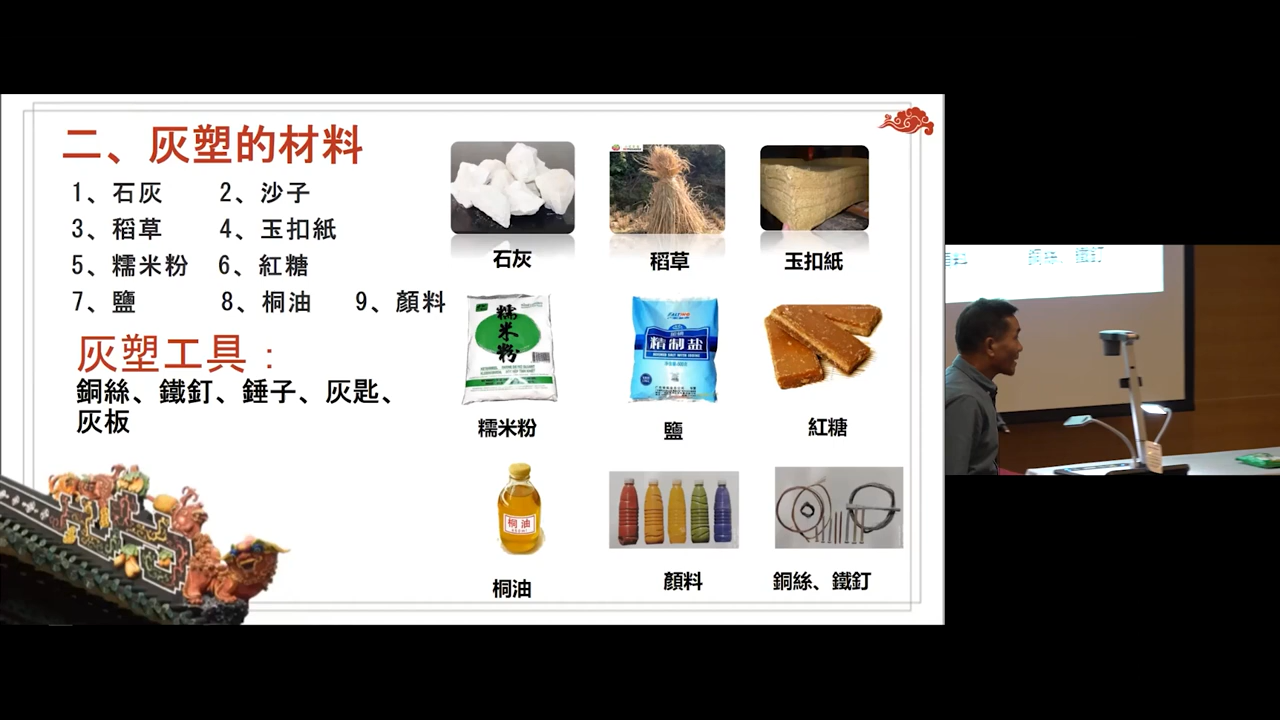 二、灰塑的材料
1、石灰 2、沙子
3、稻草 4、玉扣紙
5、糯米粉 6、紅糖
7、鹽 8、桐油 9、顏料
灰塑工具：
銅絲、鐵釘、錘子、灰匙、
灰板
石灰
稻草
玉扣紙
糯米粉
精制盐
糯米粉
鹽
紅糖
桐油
桐油
顏料
銅絲、鐵釘
銅絲、鐵釘